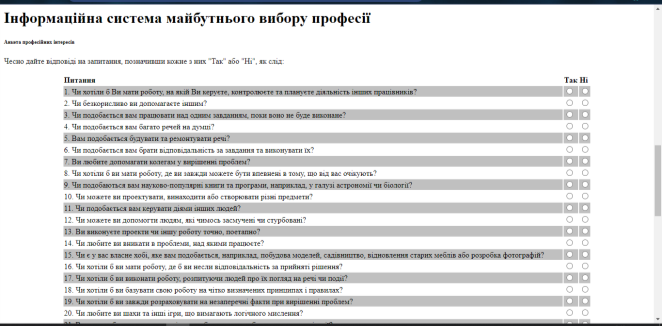 Інформаційна система майбутнього вибору професії
Анкета професійних інтересів
Чесно дайте відповіді на запитання, позначивши кожне з них "Так" або "Ні", як слід:
Питання Так Ні
1. Чи хотіли б Ви мати роботу, на якій Ви керуєте, контролюєте та плануєте діяльність інших працівників?
2. Чи безкорисливо ви допомагаєте іншим?
3. Чи подобається вам працювати над одним завданням, поки воно не буде виконане?
4. Чи подобається вам багато речей на думці?
5. Вам подобається будувати та ремонтувати речі?
6. Чи подобається вам брати відповідальність за завдання та виконувати їх?
7. Ви любите допомагати колегам у вирішенні проблем?
8. Чи хотіли б ви мати роботу, де ви завжди можете бути впевнені в тому, що від вас очікують?
9. Чи подобаються вам науково-популярні книги та програми, наприклад, у галузі астрономії чи біології?
10. Чи можете ви проектувати, винаходити або створювати різні предмети?
11. Чи подобається вам керувати діями інших людей?
12. Чи можете ви допомогти людям, які чимось засмучені чи стурбовані?
13. Ви виконуєте проекти чи іншу роботу точно, поетапно?
14. Чи любите ви вникати в проблеми, над якими працюєте?
15. Чи є у вас власне хобі, яке вам подобається, наприклад, побудова моделей, садівництво, відновлення старих меблів або розробка фотографій?
16. Чи хотіли б ви мати роботу, де б ви несли відповідальність за прийняті рішення?
17. Чи хотіли б ви виконати роботу, розпитуючи людей про їх погляд на речі чи події?
18. Чи хотіли б ви базувати свою роботу на чітко визначених принципах і правилах?
19. Чи хотіли б ви завжди розраховувати на незаперечні факти при вирішенні проблем?
20. Чи любите ви шахи та інші ігри, що вимагають логічного мислення?